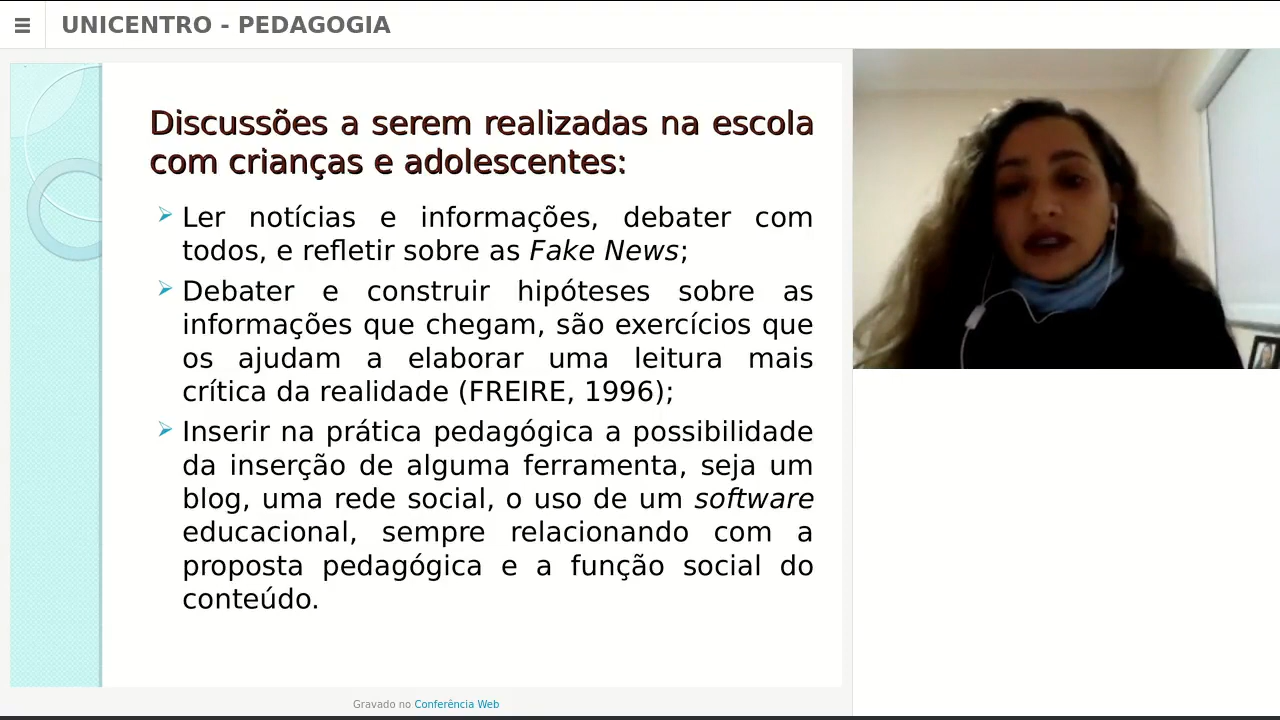 UNICENTRO - PEDAGOGIA
Discussões a serem realizadas na escola
com crianças e adolescentes:
Ler notícias e informações, debater com
todos, e refletir sobre as Fake News;
Debater e construir hipóteses sobre as
informações que chegam, são exercícios que
os ajudam a elaborar uma leitura mais
crítica da realidade (FREIRE, 1996);
Inserir na prática pedagógica a possibilidade
da inserção de alguma ferramenta, seja um
blog, uma rede social, o uso de um software
educacional, sempre relacionando com a
proposta pedagógica e a função social do
conteúdo.
Gravado no Conferência Web